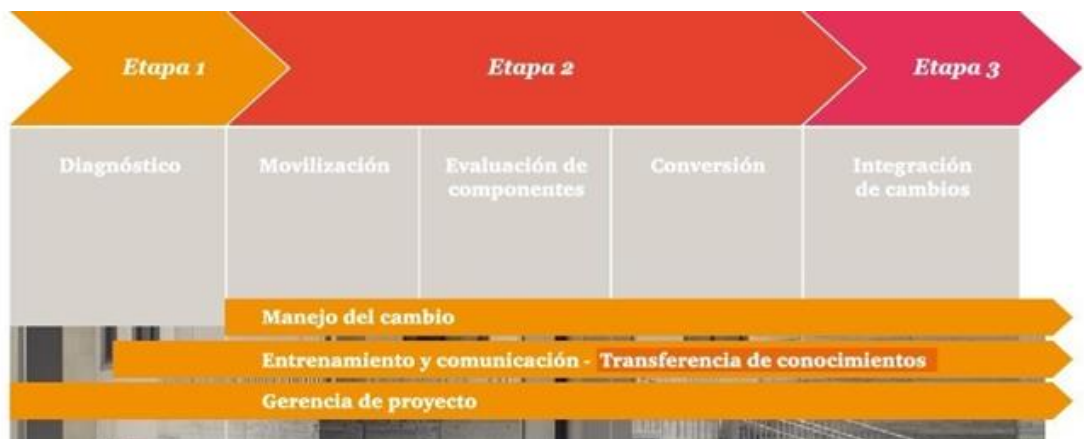 Etapa 1
Etapa 2
Etapa 3
Diagnóstico
Movilización
Evaluación de
componentes
Conversión
Integración
de cambios
Manejo del cambio
Entrenamiento y comunicación - Transferencia de conocimientos
Gerencia de proyecto